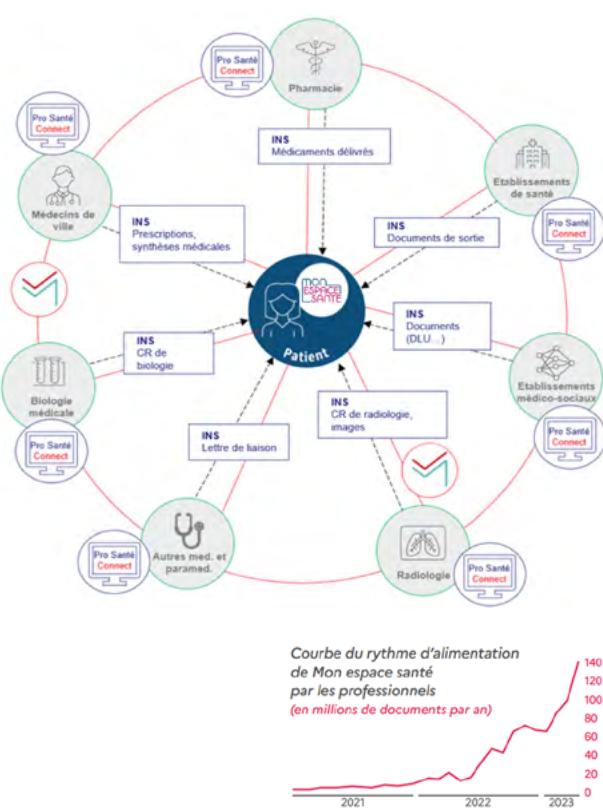 Pro Santé
Connect
Pharmacie
Pro Santé
Connect
Médecins de
ville
INS
Médicaments délivrés
Etablissements
de santé
Pro Santé
Connect
INS
Prescriptions,
synthèses médicales
INS
Documents de sortie
MON
ESPACE
SANTÉ
Patient
INS
CR de
biologie
INS
Documents
(DLU...)
Biologie
médicale
Pro Santé
Connect
Etablissements
médico-sociaux
Pro Santé
Connect
INS
Lettre de liaison
INS
CR de radiologie,
images
Autres med. et
paramed.
Pro Santé
Connect
Radiologie
Pro Santé
Connect
Courbe du rythme d'alimentation
de Mon espace santé
par les professionnels
(en millions de documents par an)
140
120
100
80
60
40
20
0
2021
2022
2023